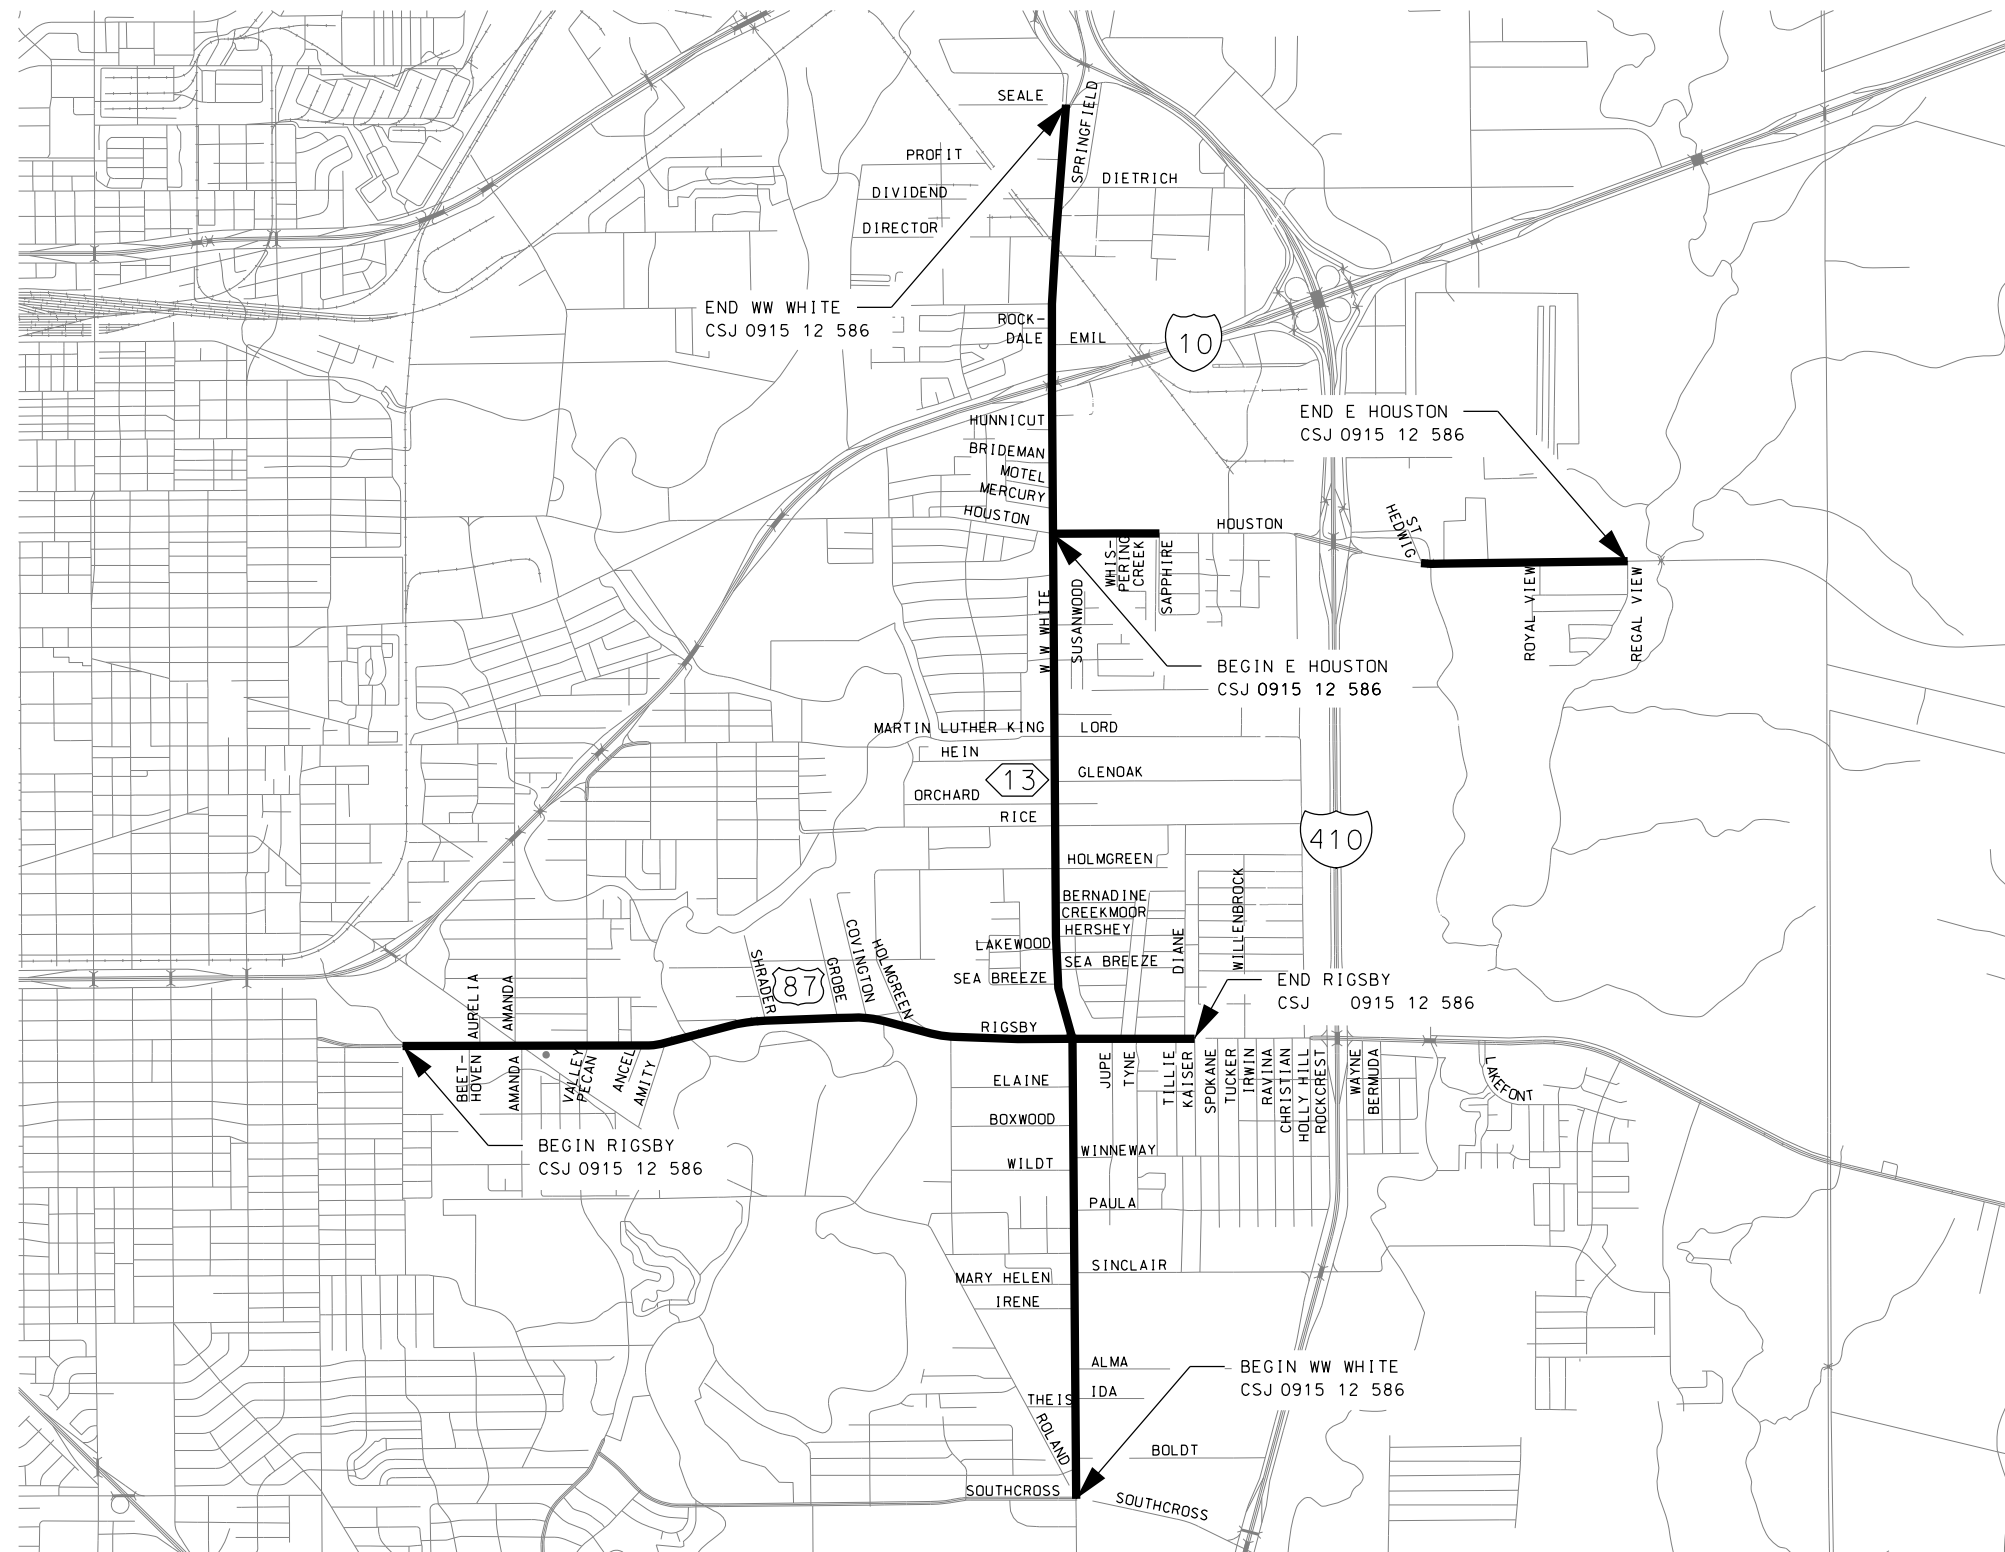 SEALE
SPRINGFIELD
PROFIT
DIETRICH
DIVIDEND
DIRECTOR
END WW WHITE
CSJ 0915 12 586
ROCK-
DALE
EMIL
10
HUNNICUT
END E HOUSTON
CSJ 0915 12 586
BRIDEMAN
MOTEL
MERCURY
HOUSTON
HOUSTON
ST
HEDWIG
WHIS-
PERING
CREEK
SAPPHIRE
SUSANWOOD
W W WHITE
ROYAL VIEW
REGAL VIEW
BEGIN E HOUSTON
CSJ 0915 12 586
MARTIN LUTHER KING
LORD
HEIN
13
GLENOAK
ORCHARD
RICE
410
HOLMGREEN
BERNADINE
CREEKMOOR
HERSHEY
LAKEWOOD
SEA BREEZE
SEA BREEZE
DIANE
WILLENBROCK
SHRADER
87
GROBE
COVINGTON
HOLMGREEN
AURELIA
AMANDA
END RIGSBY
CSJ 0915 12 586
RIGSBY
BEET-
HOVEN
AMANDA
VALLEY
PECAN
ANCEL
AMITY
JUPE
TYNE
TILLIE
KAISER
SPOKANE
TUCKER
IRWIN
RAVINA
CHRISTIAN
HOLLY HILL
ROCKCREST
WAYNE
BERMUDA
LAKEFONT
ELAINE
BOXWOOD
BEGIN RIGSBY
CSJ 0915 12 586
WINNEWAY
WILDT
PAULA
SINCLAIR
MARY HELEN
IRENE
ALMA
BEGIN WW WHITE
CSJ 0915 12 586
IDA
THEIS
ROLAND
BOLDT
SOUTHCROSS
SOUTHCROSS